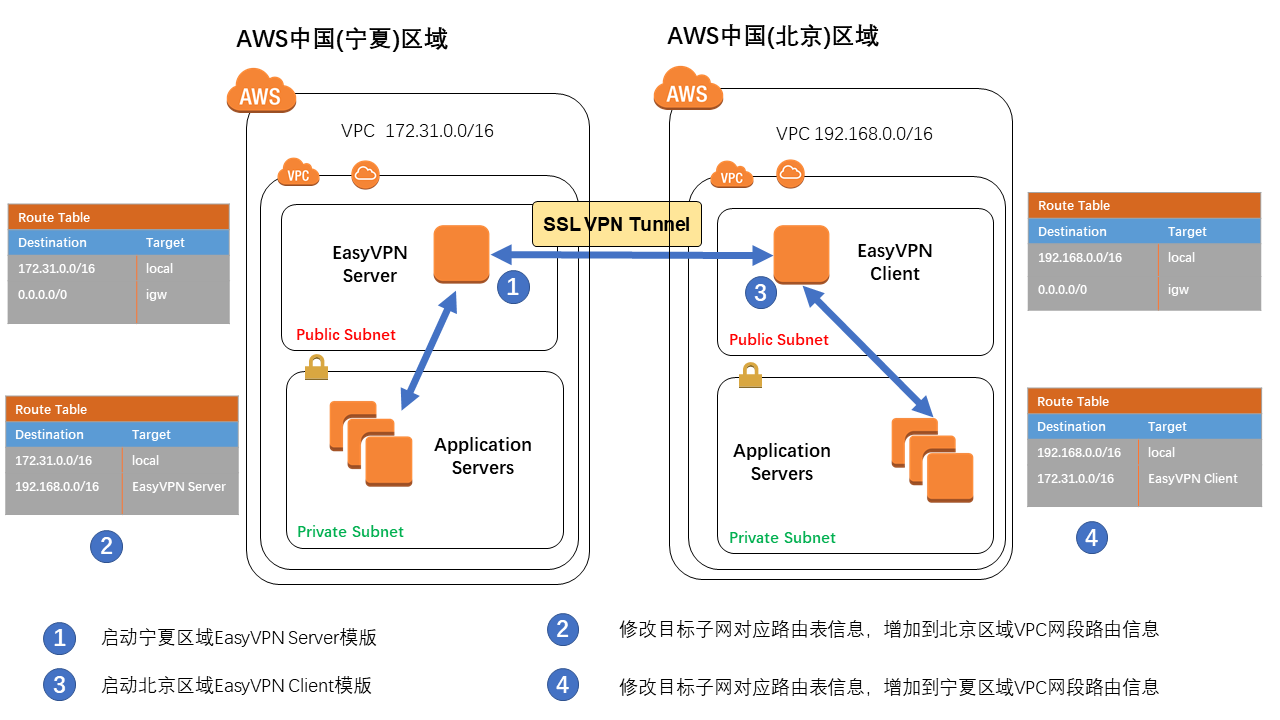 AWS中国(宁夏)区域
AWS中国(北京)区域
AWS
AWS
VPC 172.31.0.0/16
VPC 192.168.0.0/16
VPC
VPC
Route Table
Destination Target
172.31.0.0/16 local
0.0.0.0/0 igw
EasyVPN
Server
1
Public Subnet
SSL VPN Tunnel
EasyVPN
Client
3
Public Subnet
Route Table
Destination Target
192.168.0.0/16 local
0.0.0.0/0 igw
Route Table
Destination Target
172.31.0.0/16 local
192.168.0.0/16 EasyVPN Server
2
Application
Servers
Private Subnet
Application
Servers
Private Subnet
Route Table
Destination Target
192.168.0.0/16 local
172.31.0.0/16 EasyVPN Client
4
1 启动宁夏区域EasyVPN Server模版
2 修改目标子网对应路由表信息，增加到北京区域VPC网段路由信息
3 启动北京区域EasyVPN Client模版
4 修改目标子网对应路由表信息，增加到宁夏区域VPC网段路由信息